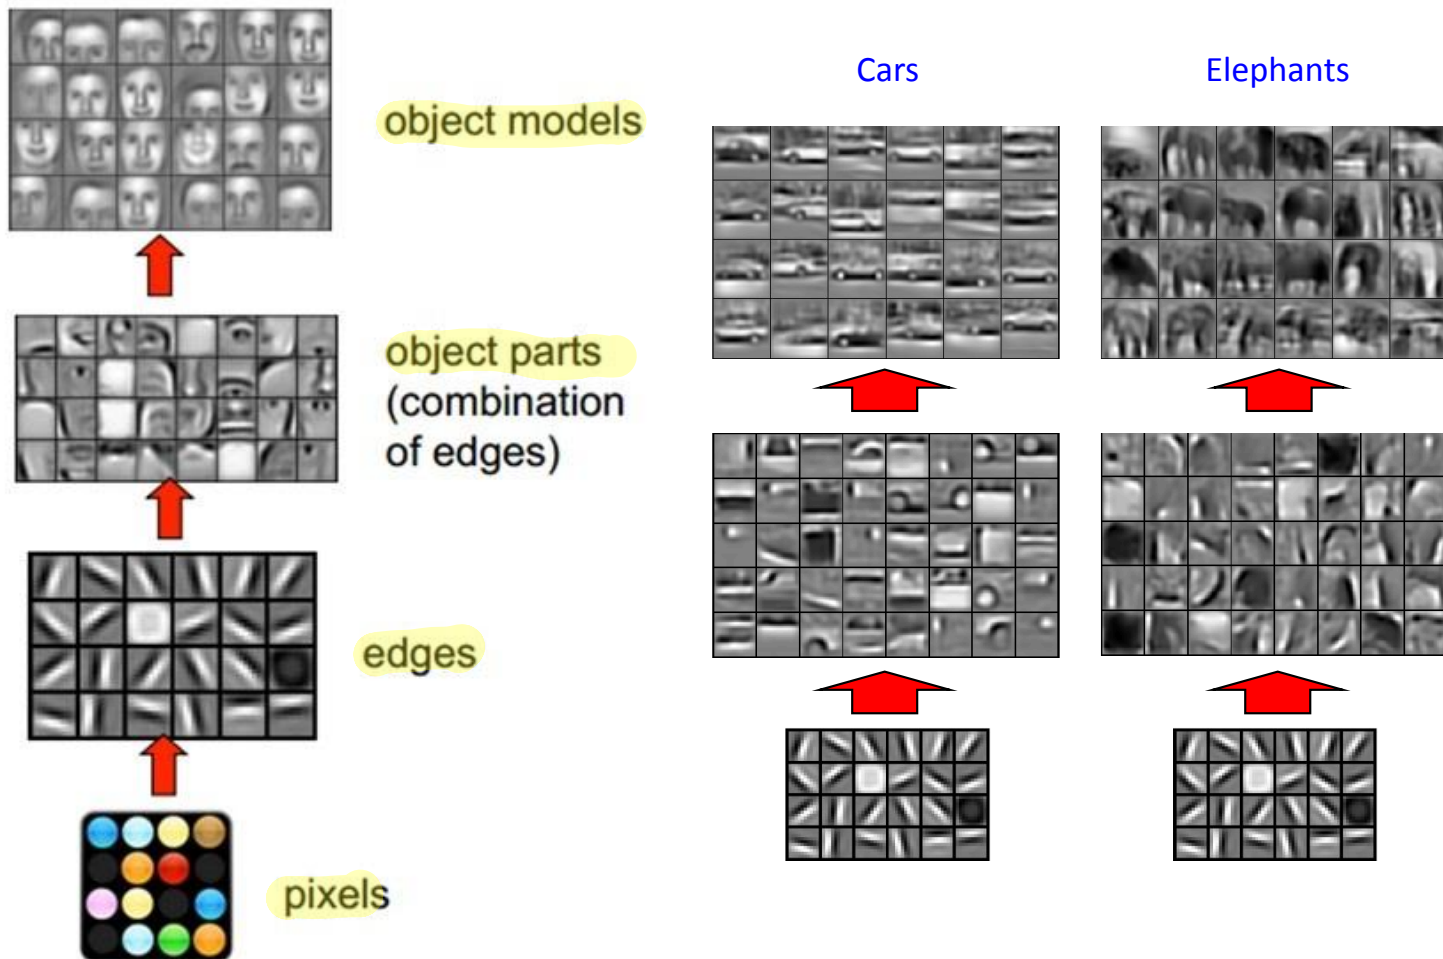 object models
object parts
(combination
of edges)
edges
pixels
Cars
Elephants